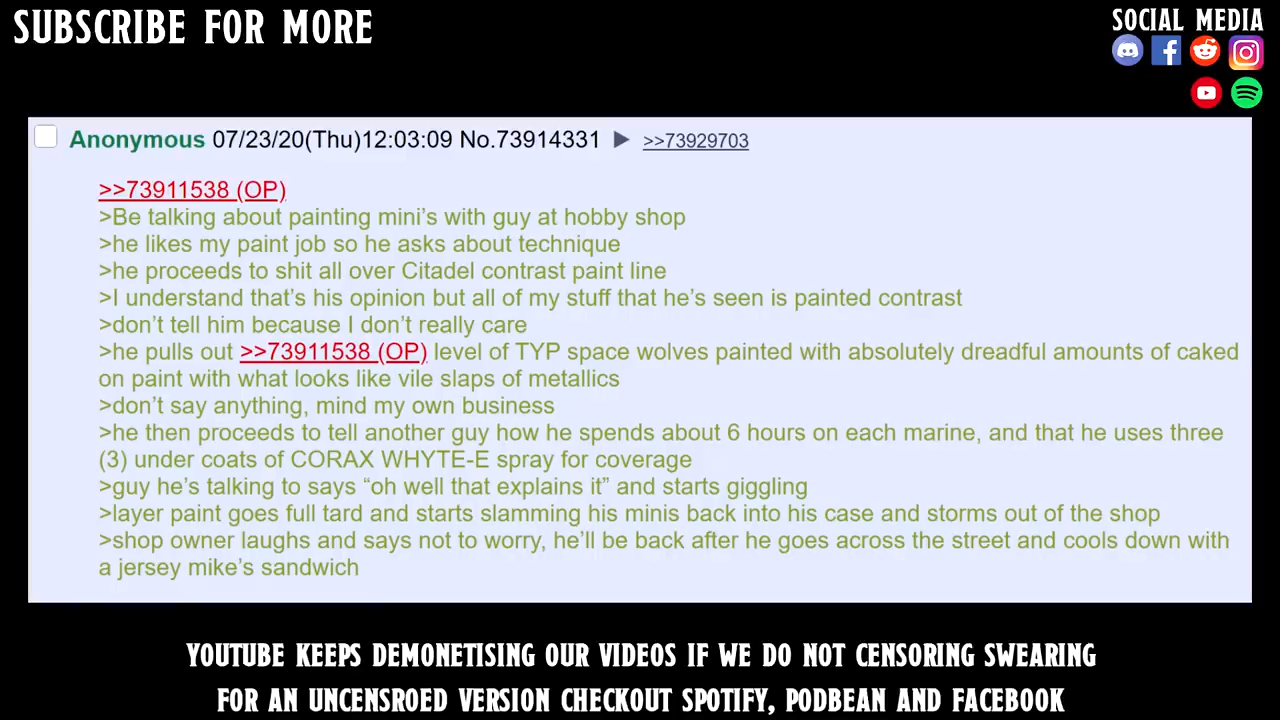 SUBSCRIBE FOR MORE
SOCIAL MEDIA
Anonymous 07/23/20(Thu)12:03:09 No.73914331 ▶ >>73929703
>>73911538 (OP)
>Be talking about painting mini's with guy at hobby shop
>he likes my paint job so he asks about technique
>he proceeds to shit all over Citadel contrast paint line
>I understand that's his opinion but all of my stuff that he's seen is painted contrast
>don't tell him because I don't really care
>he pulls out >>73911538 (OP) level of TYP space wolves painted with absolutely dreadful amounts of caked
on paint with what looks like vile slaps of metallics
>don't say anything, mind my own business
>he then proceeds to tell another guy how he spends about 6 hours on each marine, and that he uses three
(3) under coats of CORAX WHYTE-E spray for coverage
>guy he's talking to says “oh well that explains it” and starts giggling
>layer paint goes full tard and starts slamming his minis back into his case and storms out of the shop
>shop owner laughs and says not to worry, he'll be back after he goes across the street and cools down with
a jersey mike's sandwich
YOUTUBE KEEPS DEMONETISING OUR VIDEOS IF WE DO NOT CENSORING SWEARING
FOR AN UNCENSROED VERSION CHECKOUT SPOTIFY, PODBEAN AND FACEBOOK